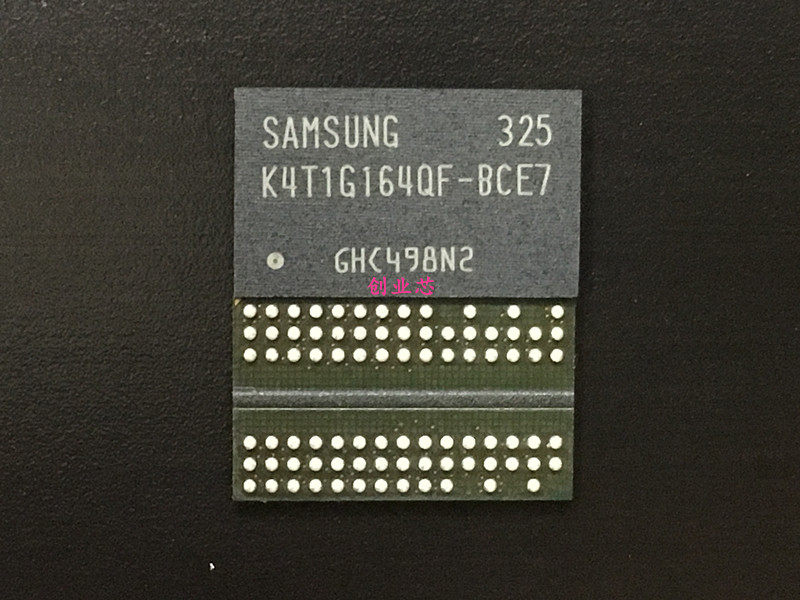 SAMSUNG 325
K4T1G164QF-BCE7
GHC498N2
创业芯